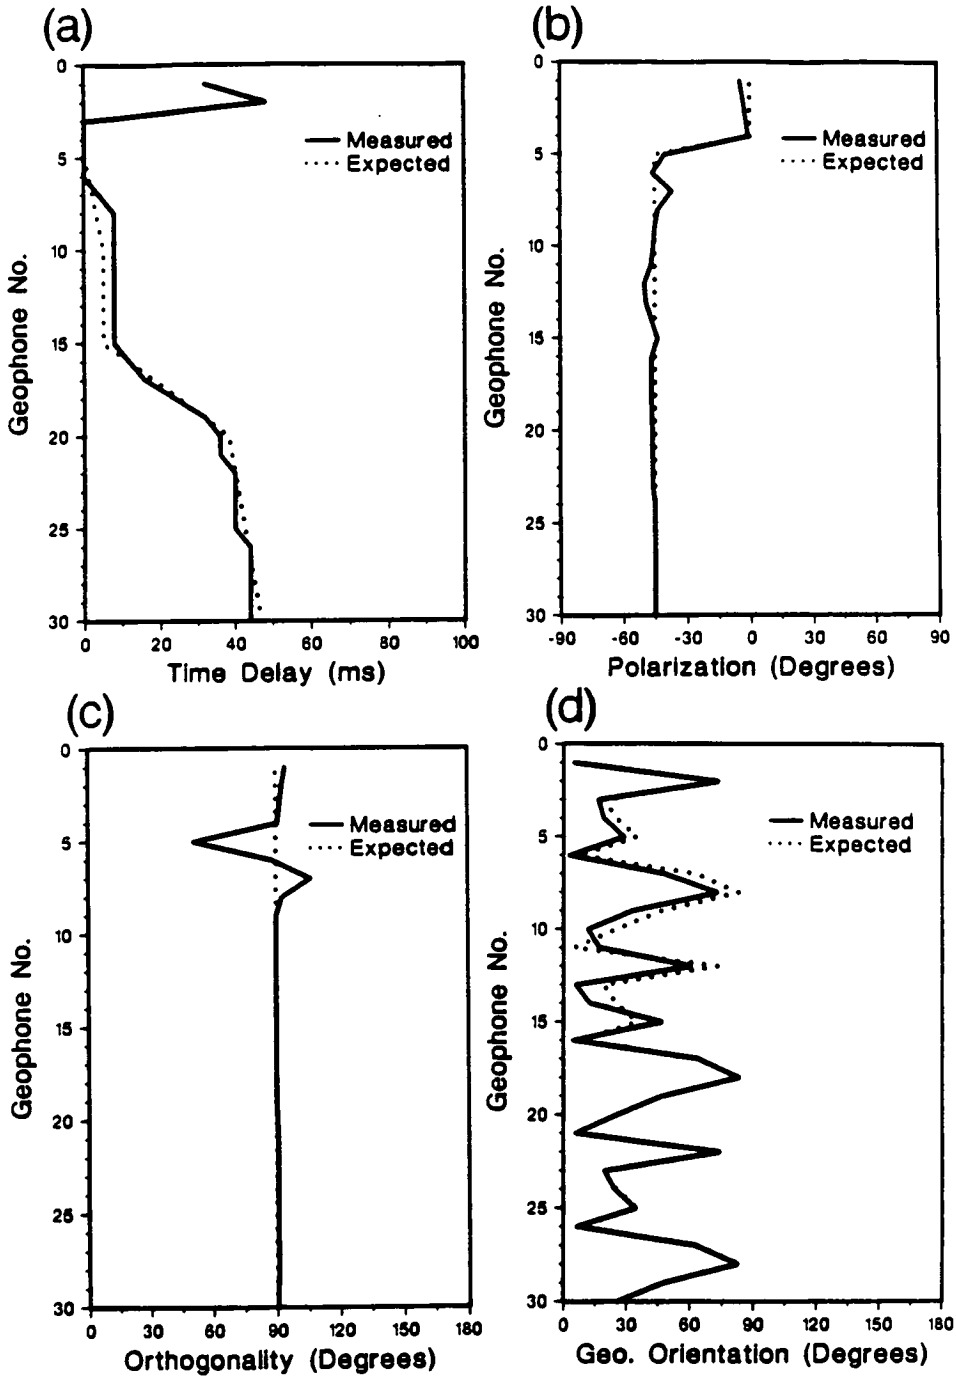 (a)
0
5
10
15
20
25
30
Geophone No.
Measured
Expected
0 20 40 60 80 100
Time Delay (ms)
(b)
0
5
10
15
20
25
30
Geophone No.
Measured
Expected
-90 -60 -30 0 30 60 90
Polarization (Degrees)
(c)
0
5
10
15
20
25
30
Geophone No.
Measured
Expected
0 30 60 90 120 150 180
Orthogonality (Degrees)
(d)
0
5
10
15
20
25
30
Geophone No.
Measured
Expected
0 30 60 90 120 150 180
Geo. Orientation (Degrees)